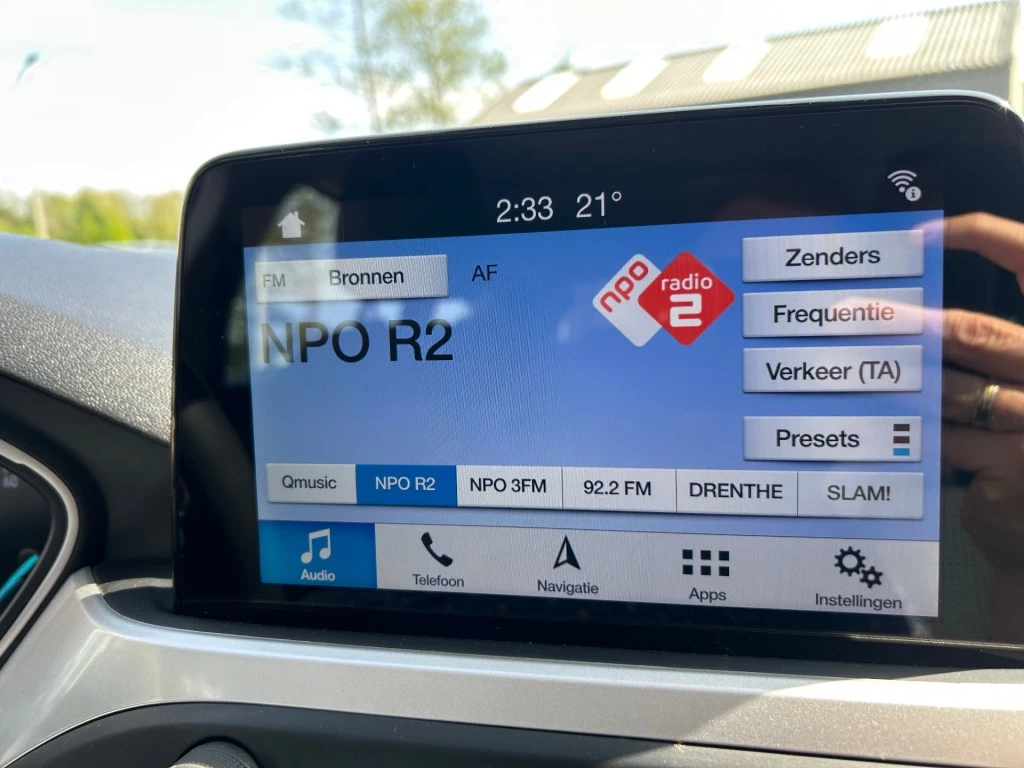 2:33 21°
FM Bronnen AF
npo radio 2
Zenders
NPO R2
Frequentie
Verkeer (TA)
Presets
Qmusic NPO R2 NPO 3FM 92.2 FM DRENTHE SLAM!
Audio Telefoon Navigatie Apps Instellingen